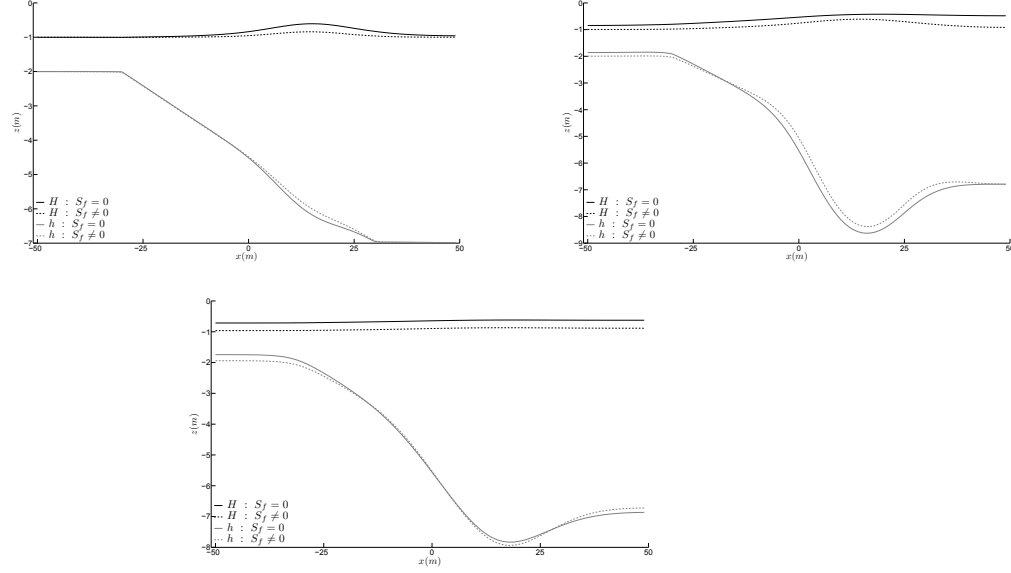 0
−1
−2
−3
−4
−5
−6
−7
z(m)
H : S_f = 0
H : S_f ≠ 0
h : S_f = 0
h : S_f ≠ 0
−50 −25 0 25 50
x(m)
0
−1
−2
−3
−4
−5
−6
−7
−8
−9
z(m)
H : S_f = 0
H : S_f ≠ 0
h : S_f = 0
h : S_f ≠ 0
−50 −25 0 25 50
x(m)
0
−1
−2
−3
−4
−5
−6
−7
−8
z(m)
H : S_f = 0
H : S_f ≠ 0
h : S_f = 0
h : S_f ≠ 0
−50 −25 0 25 50
x(m)